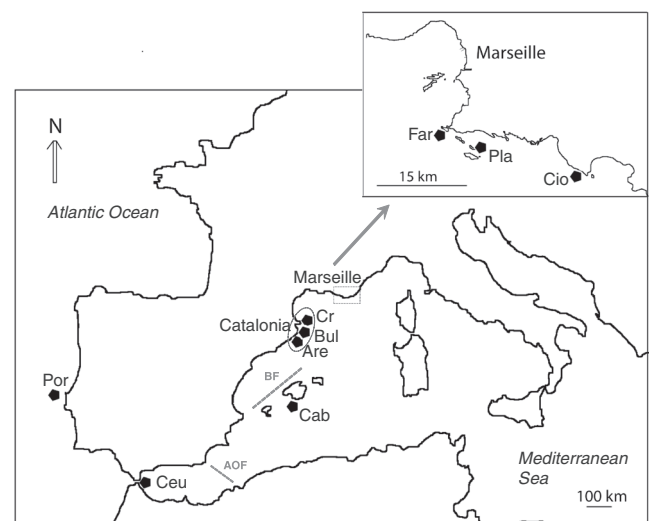 Marseille
Far
Pla
Cio
15 km
N
Atlantic Ocean
Marseille
Catalonia
Cr
Bul
Are
BF
Por
Cab
AOF
Ceu
Mediterranean
Sea
100 km